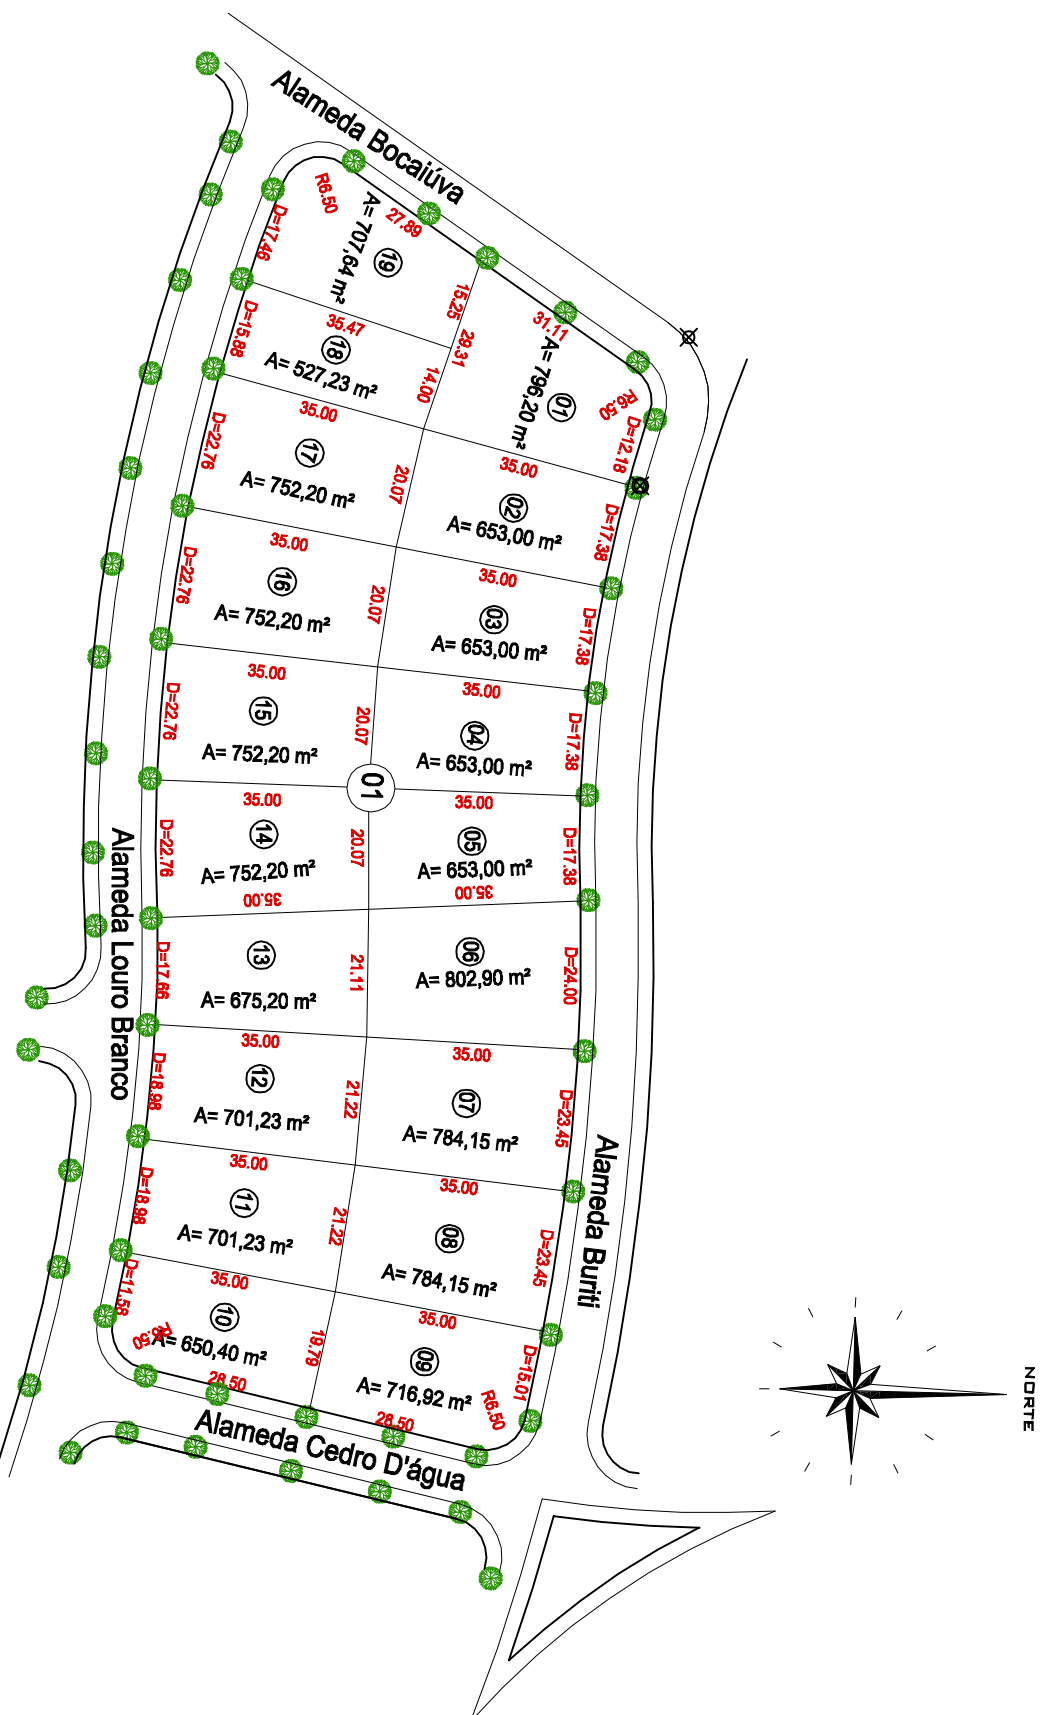 Alameda Bocaiúva
R6.50
27.89
D=17.46
19
A= 707,64 m²
15.25
29.31
31.11
R6.50
D=12.18
01
A= 796,20 m²
35.47
D=15.88
18
A= 527,23 m²
14.00
35.00
35.00
D=22.76
17
A= 752,20 m²
20.07
02
A= 653,00 m²
D=17.38
35.00
35.00
D=22.76
16
A= 752,20 m²
20.07
03
A= 653,00 m²
D=17.38
35.00
35.00
D=22.76
15
A= 752,20 m²
20.07
04
A= 653,00 m²
D=17.38
01
35.00
35.00
D=22.76
14
A= 752,20 m²
20.07
05
A= 653,00 m²
D=17.38
35.00
35.00
Alameda Louro Branco
D=17.66
13
A= 675,20 m²
21.11
06
A= 802,90 m²
D=24.00
35.00
35.00
D=18.98
12
A= 701,23 m²
21.22
07
A= 784,15 m²
D=23.45
35.00
35.00
Alameda Buriti
D=18.98
11
A= 701,23 m²
21.22
08
A= 784,15 m²
D=23.45
35.00
35.00
D=11.58
R6.50
10
A= 650,40 m²
19.79
09
A= 716,92 m²
D=15.01
R6.50
28.50
28.50
Alameda Cedro D'água
NORTE